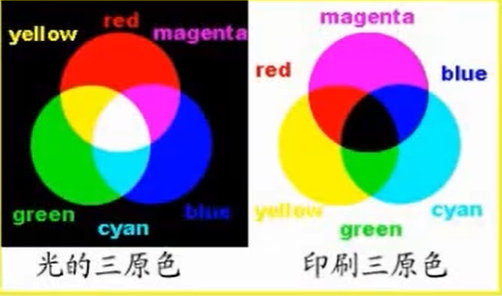 red
yellow
magenta
green
cyan
blue
光的三原色
magenta
red
blue
yellow
cyan
green
印刷三原色